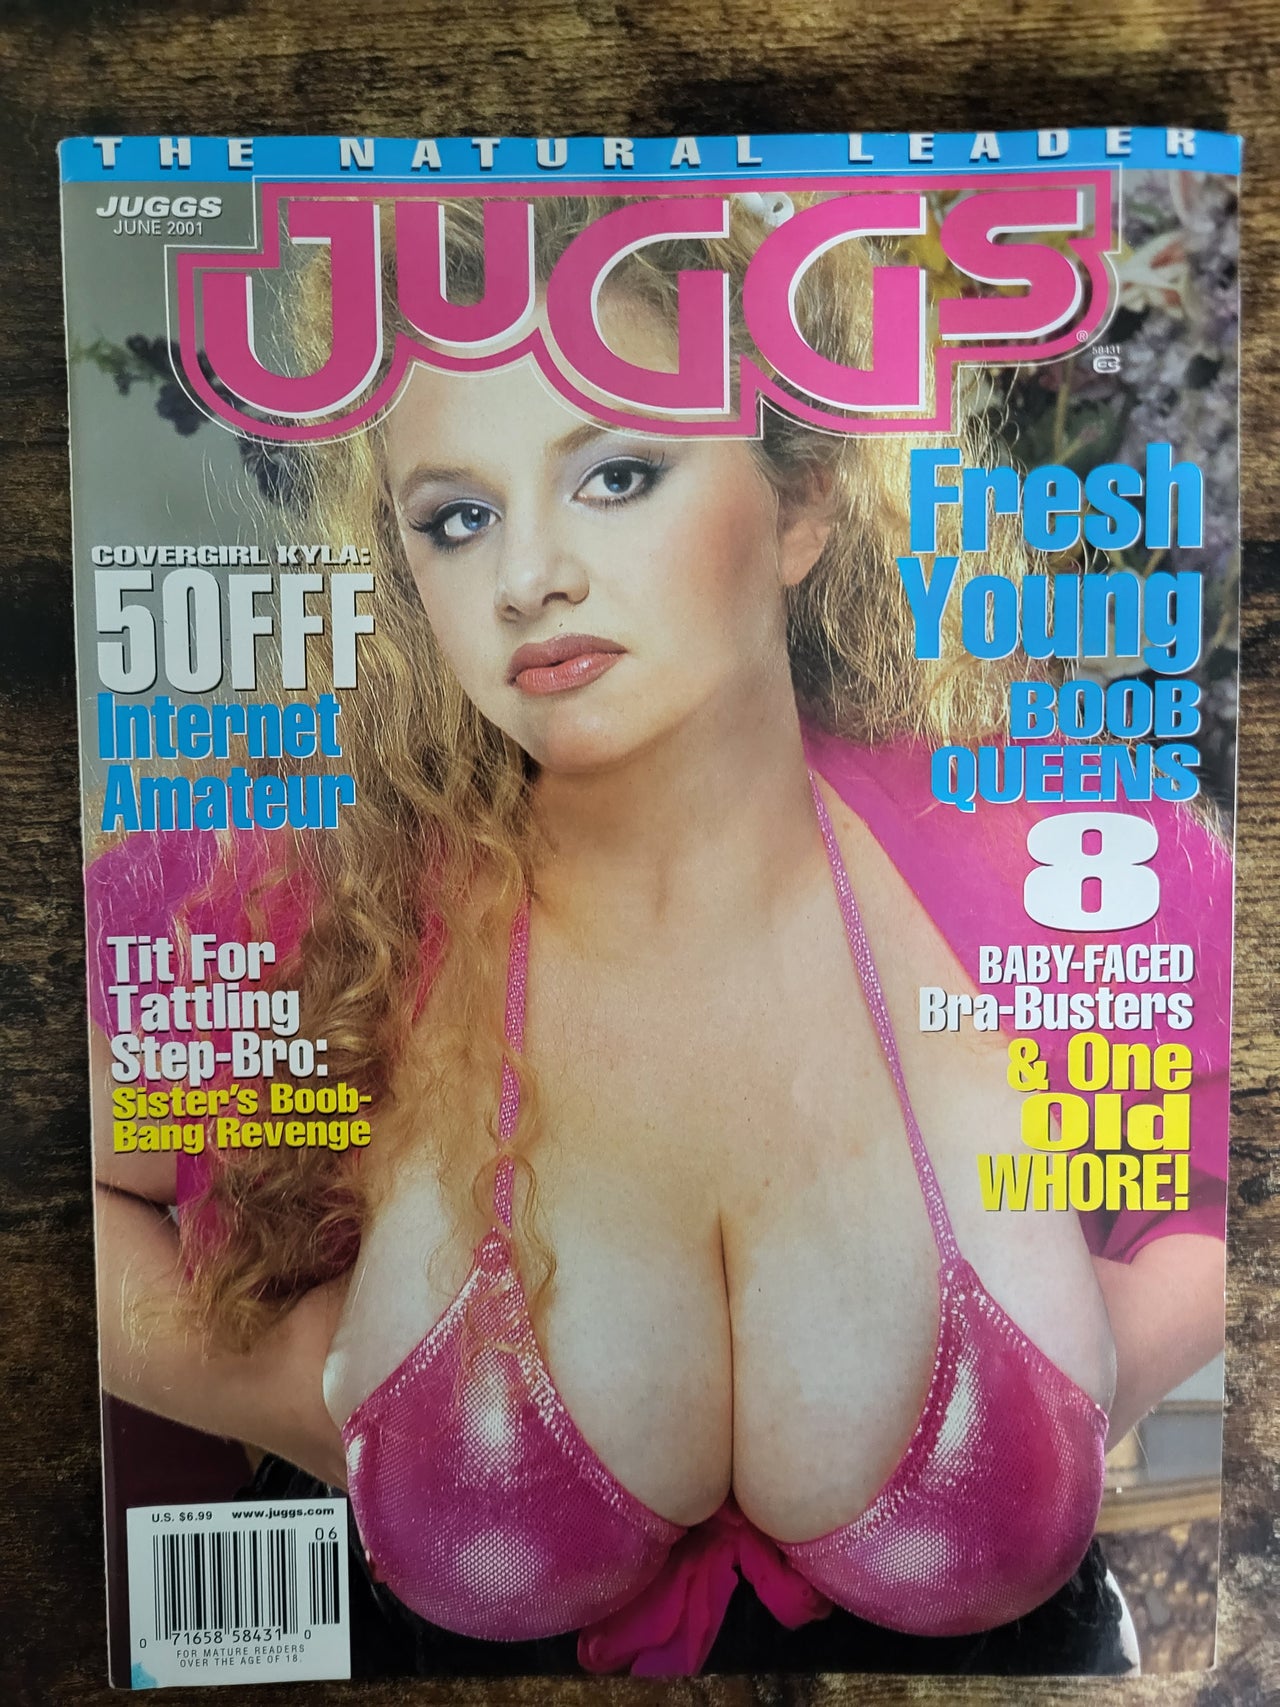 THE NATURAL LEADER
JUGGS
JUNE 2001
JUGGS
®
58431
COVERGIRL KYLA:
50FFF
Internet
Amateur
Fresh
Young
BOOB
QUEENS
8
BABY-FACED
Bra-Busters
& One
Old
WHORE!
Tit For
Tattling
Step-Bro:
Sister's Boob-
Bang Revenge
U.S. $6.99 www.juggs.com
06
0 71658 58431 0
FOR MATURE READERS
OVER THE AGE OF 18.